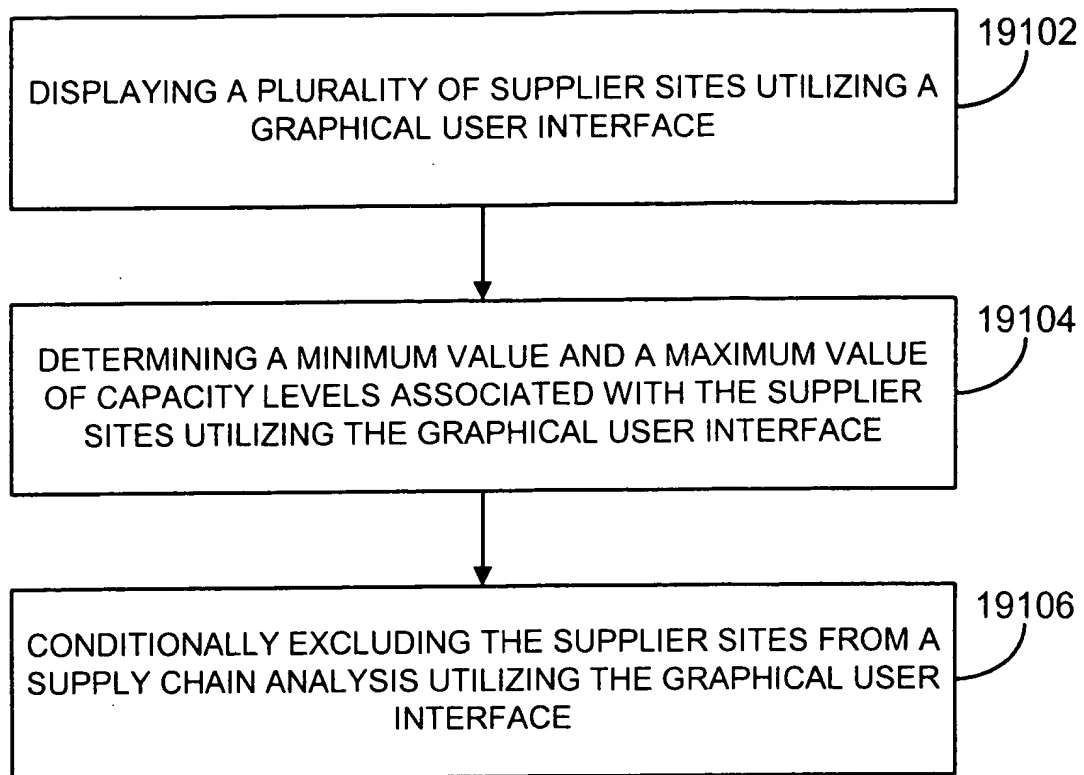 19102
DISPLAYING A PLURALITY OF SUPPLIER SITES UTILIZING A
GRAPHICAL USER INTERFACE
19104
DETERMINING A MINIMUM VALUE AND A MAXIMUM VALUE
OF CAPACITY LEVELS ASSOCIATED WITH THE SUPPLIER
SITES UTILIZING THE GRAPHICAL USER INTERFACE
19106
CONDITIONALLY EXCLUDING THE SUPPLIER SITES FROM A
SUPPLY CHAIN ANALYSIS UTILIZING THE GRAPHICAL USER
INTERFACE